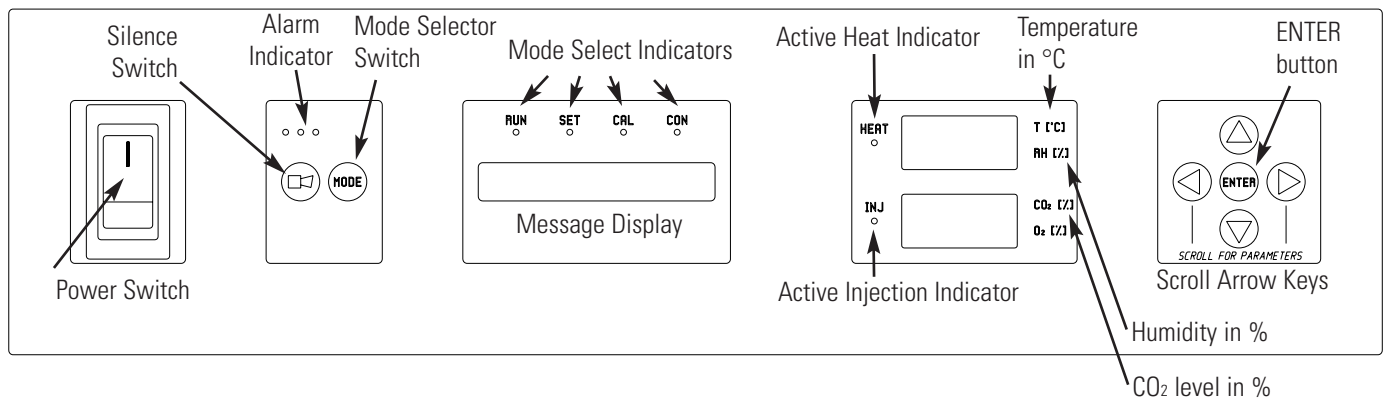 Silence
Switch
Alarm
Indicator
Mode Selector
Switch
Mode Select Indicators
Active Heat Indicator
Temperature
in °C
ENTER
button
RUN SET CAL CON
MODE
Message Display
HEAT
T [°C]
RH [%]
INJ
CO₂ [%]
O₂ [%]
ENTER
SCROLL FOR PARAMETERS
Power Switch
Active Injection Indicator
Scroll Arrow Keys
Humidity in %
CO₂ level in %